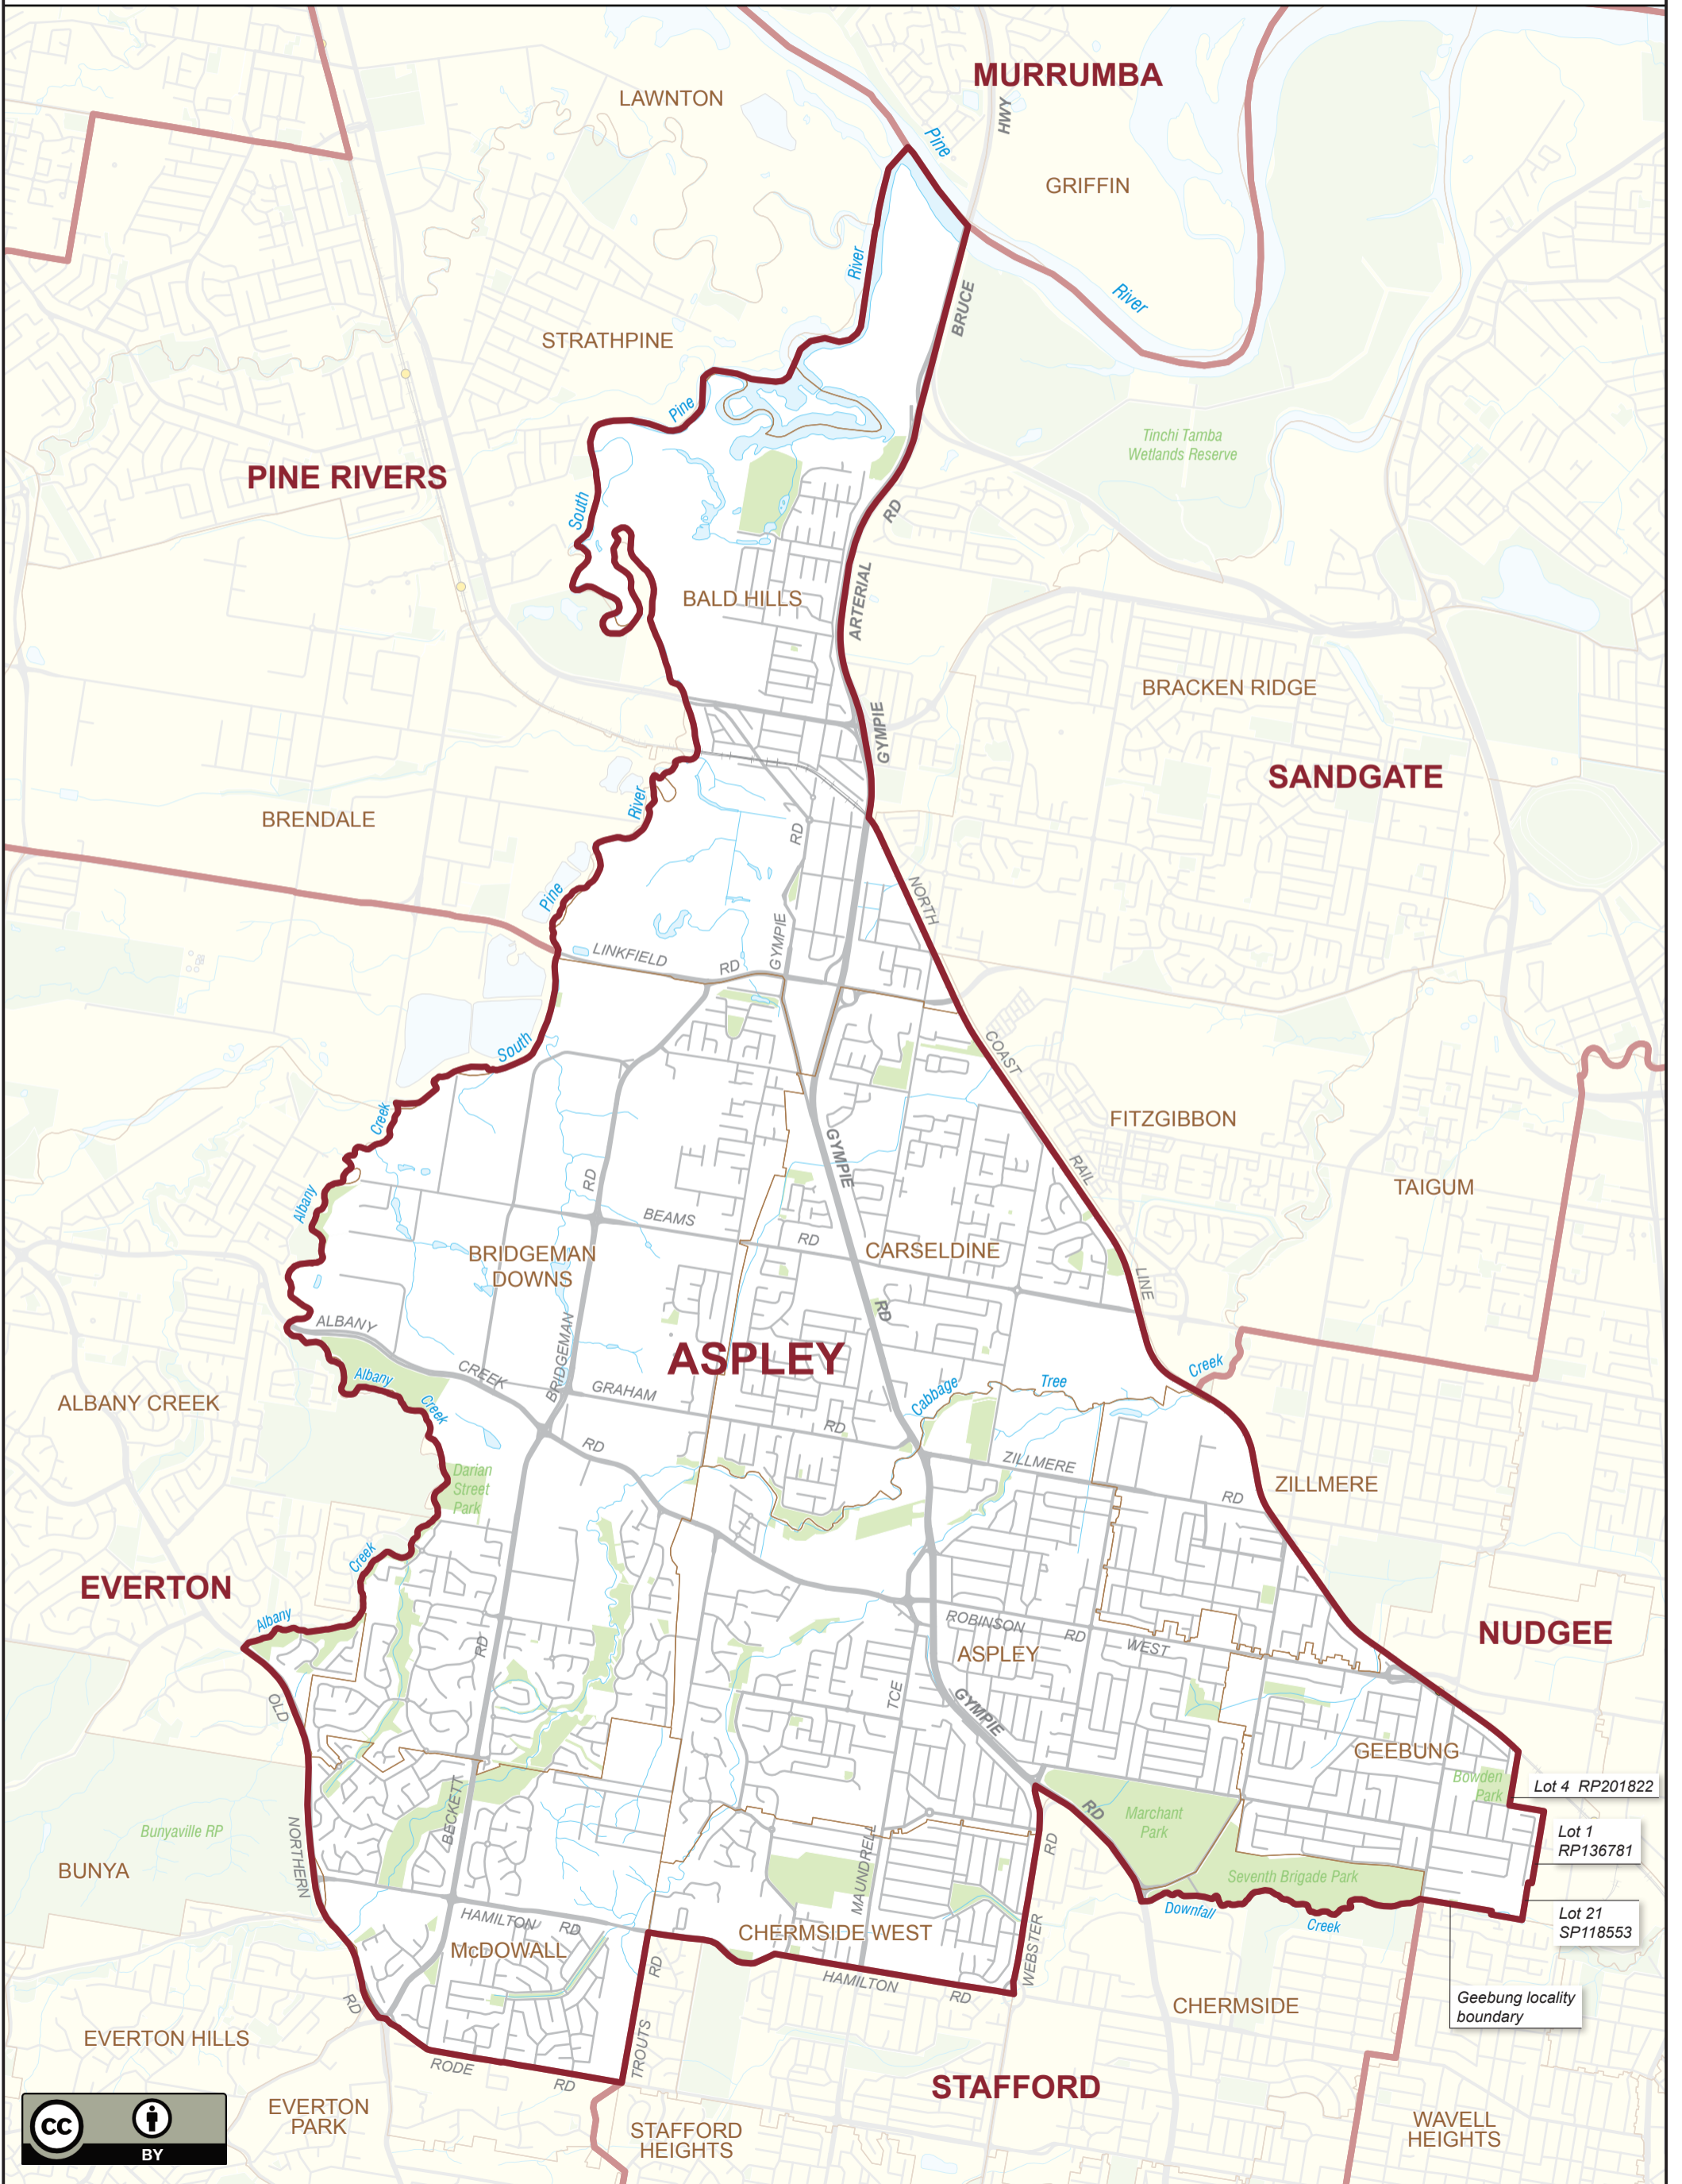 MURRUMBA
LAWNTON
HWY
Pine
GRIFFIN
River
River
BRUCE
STRATHPINE
Pine
Tinchi Tamba
Wetlands Reserve
PINE RIVERS
South
RD
BALD HILLS
ARTERIAL
BRACKEN RIDGE
GYMPIE
SANDGATE
River
BRENDALE
RD
Pine
NORTH
GYMPIE
LINKFIELD
RD
South
COAST
Creek
FITZGIBBON
GYMPIE
RAIL
RD
TAIGUM
Albany
BEAMS
RD
CARSELDINE
BRIDGEMAN
DOWNS
LINE
RD
ALBANY
ASPLEY
BRIDGEMAN
CREEK
Creek
Albany
GRAHAM
Tree
Cabbage
ALBANY CREEK
Creek
RD
RD
ZILLMERE
Darian
Street
Park
ZILLMERE
RD
Creek
EVERTON
Albany
ROBINSON
RD
WEST
NUDGEE
RD
ASPLEY
OLD
TCE
GYMPIE
GEEBUNG
Bowden
Park
Lot 4 RP201822
BECKETT
RD
Marchant
Park
Bunyaville RP
Lot 1
RP136781
RD
BUNYA
NORTHERN
MAUNDRELL
Seventh Brigade Park
Downfall
Creek
Lot 21
SP118553
HAMILTON
RD
CHERMSIDE WEST
McDOWALL
WEBSTER
RD
HAMILTON
RD
RD
Geebung locality
boundary
CHERMSIDE
EVERTON HILLS
TROUTS
RODE
RD
STAFFORD
EVERTON
PARK
STAFFORD
HEIGHTS
WAVELL
HEIGHTS
cc
BY